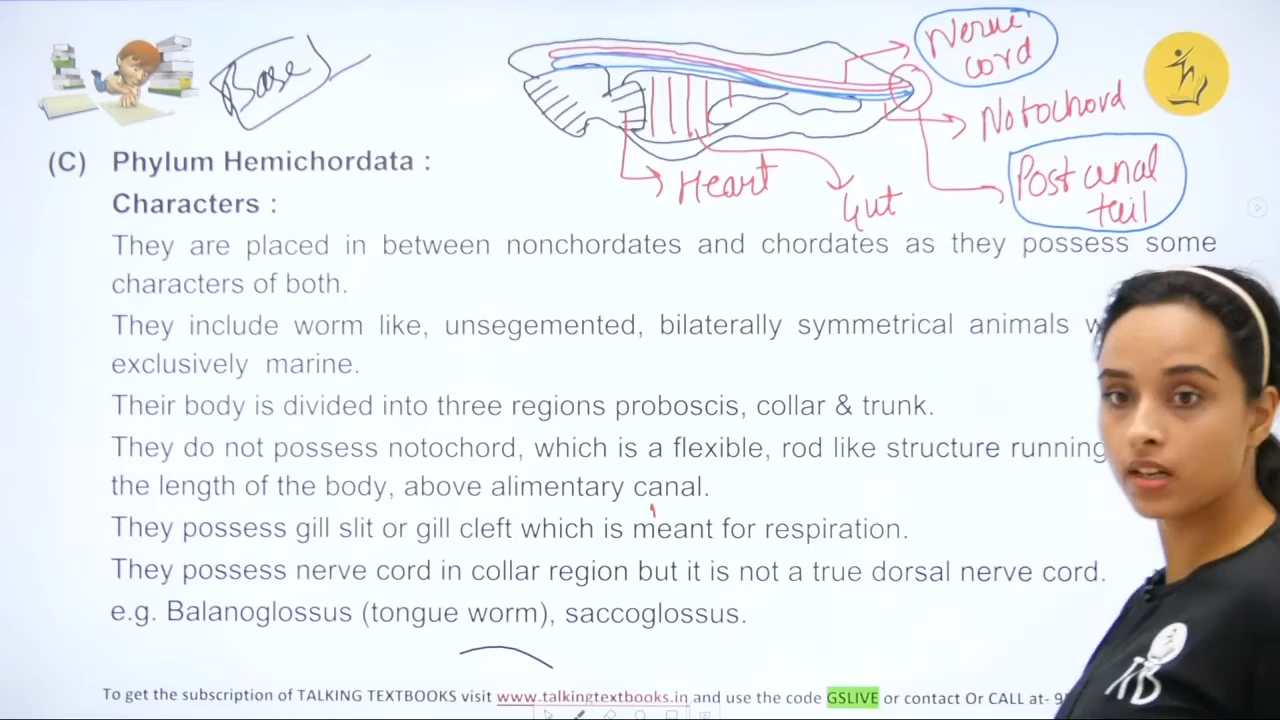 Base
Nerve
cord
Notochord
Post anal
tail
Heart
Gut
(C) Phylum Hemichordata :
Characters :
They are placed in between nonchordates and chordates as they possess some
characters of both.
They include worm like, unsegemented, bilaterally symmetrical animals w
exclusively marine.
Their body is divided into three regions proboscis, collar & trunk.
They do not possess notochord, which is a flexible, rod like structure running
the length of the body, above alimentary canal.
They possess gill slit or gill cleft which is meant for respiration.
They possess nerve cord in collar region but it is not a true dorsal nerve cord.
e.g. Balanoglossus (tongue worm), saccoglossus.
To get the subscription of TALKING TEXTBOOKS visit www.talkingtextbooks.in and use the code GSLIVE or contact Or CALL at- 9
TB